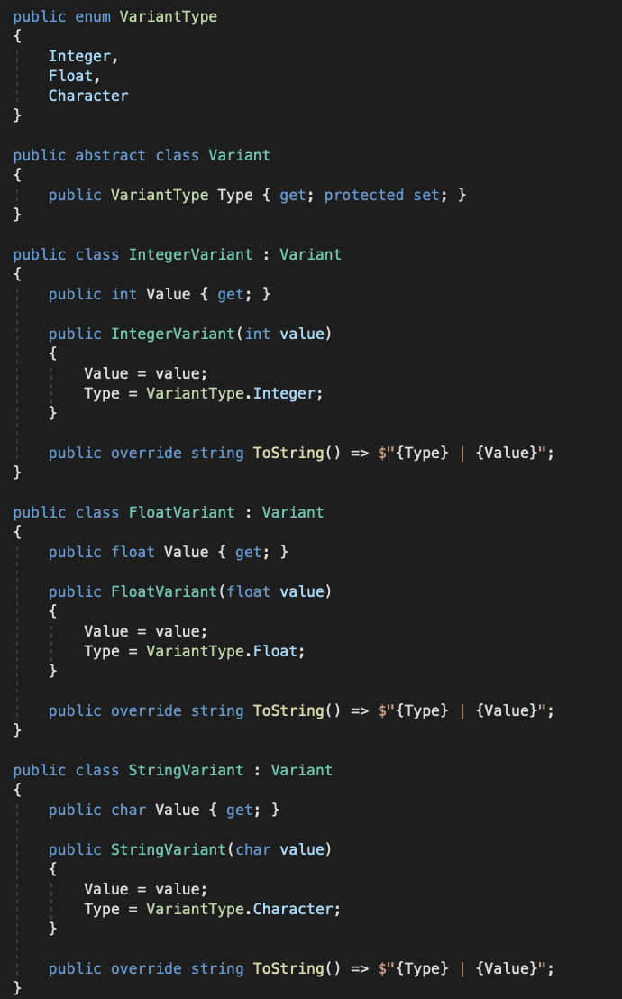 public enum VariantType
{
    Integer,
    Float,
    Character
}

public abstract class Variant
{
    public VariantType Type { get; protected set; }
}

public class IntegerVariant : Variant
{
    public int Value { get; }

    public IntegerVariant(int value)
    {
        Value = value;
        Type = VariantType.Integer;
    }

    public override string ToString() => $"{Type} | {Value}";
}

public class FloatVariant : Variant
{
    public float Value { get; }

    public FloatVariant(float value)
    {
        Value = value;
        Type = VariantType.Float;
    }

    public override string ToString() => $"{Type} | {Value}";
}

public class StringVariant : Variant
{
    public char Value { get; }

    public StringVariant(char value)
    {
        Value = value;
        Type = VariantType.Character;
    }

    public override string ToString() => $"{Type} | {Value}";
}